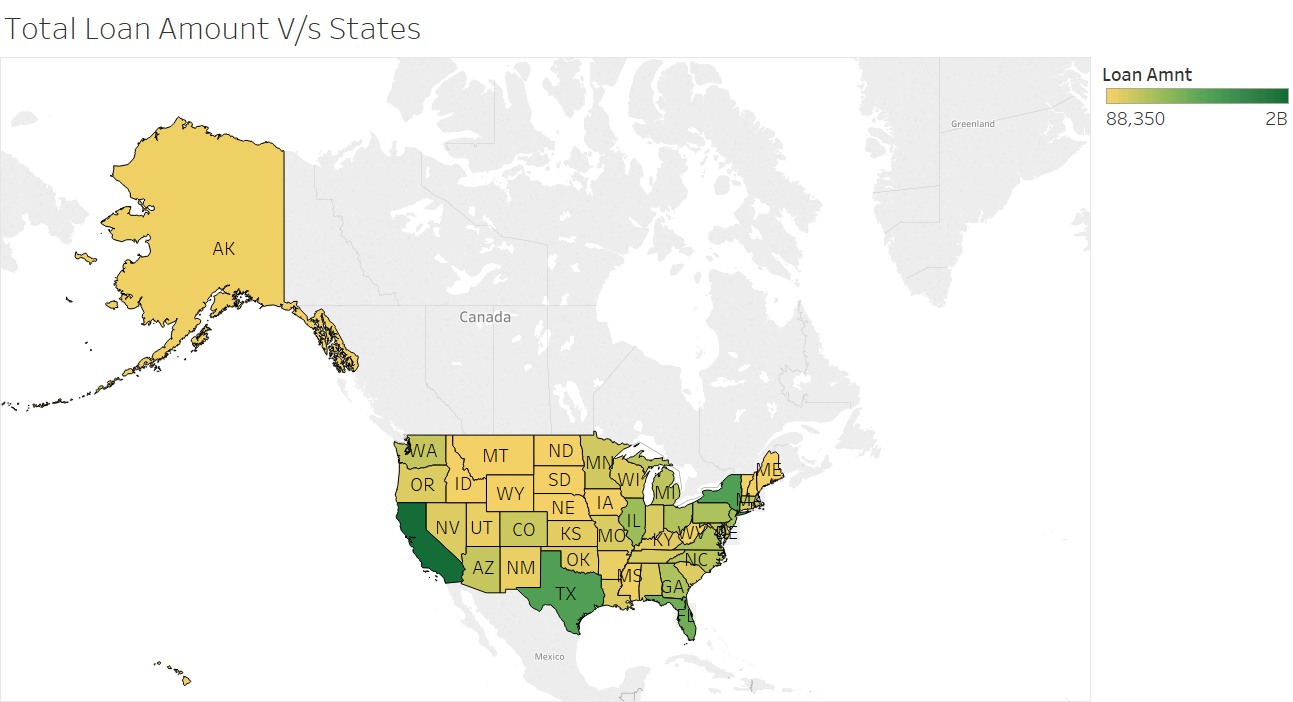 Total Loan Amount V/s States
Loan Amnt
88,350 2B
Greenland
AK
Canada
WA MT ND MN ME
OR ID SD WI MI MA
WY IA
NE
NV UT CO KS MO IL KY WV DE
AZ NM OK MS NC
TX GA
FL
Mexico